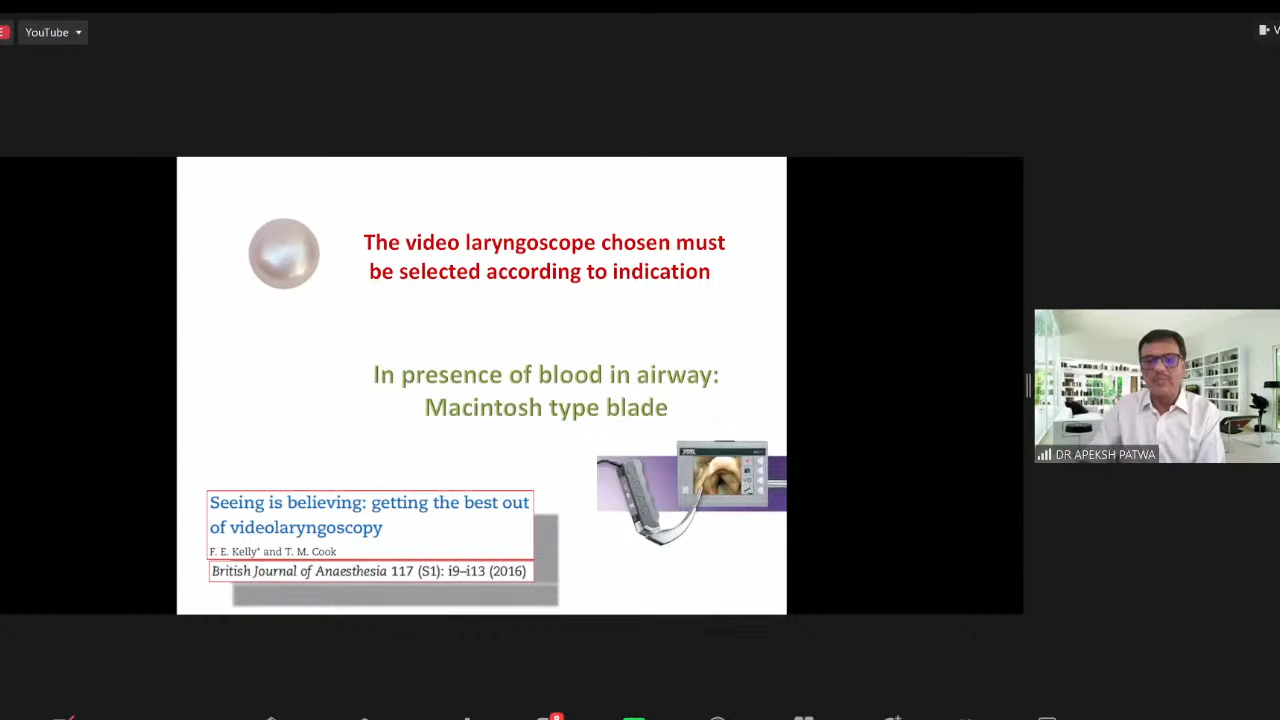 E
YouTube
V
The video laryngoscope chosen must
be selected according to indication
In presence of blood in airway:
Macintosh type blade
Seeing is believing: getting the best out
of videolaryngoscopy
F. E. Kelly* and T. M. Cook
British Journal of Anaesthesia 117 (S1): i9–i13 (2016)
DR APEKSH PATWA